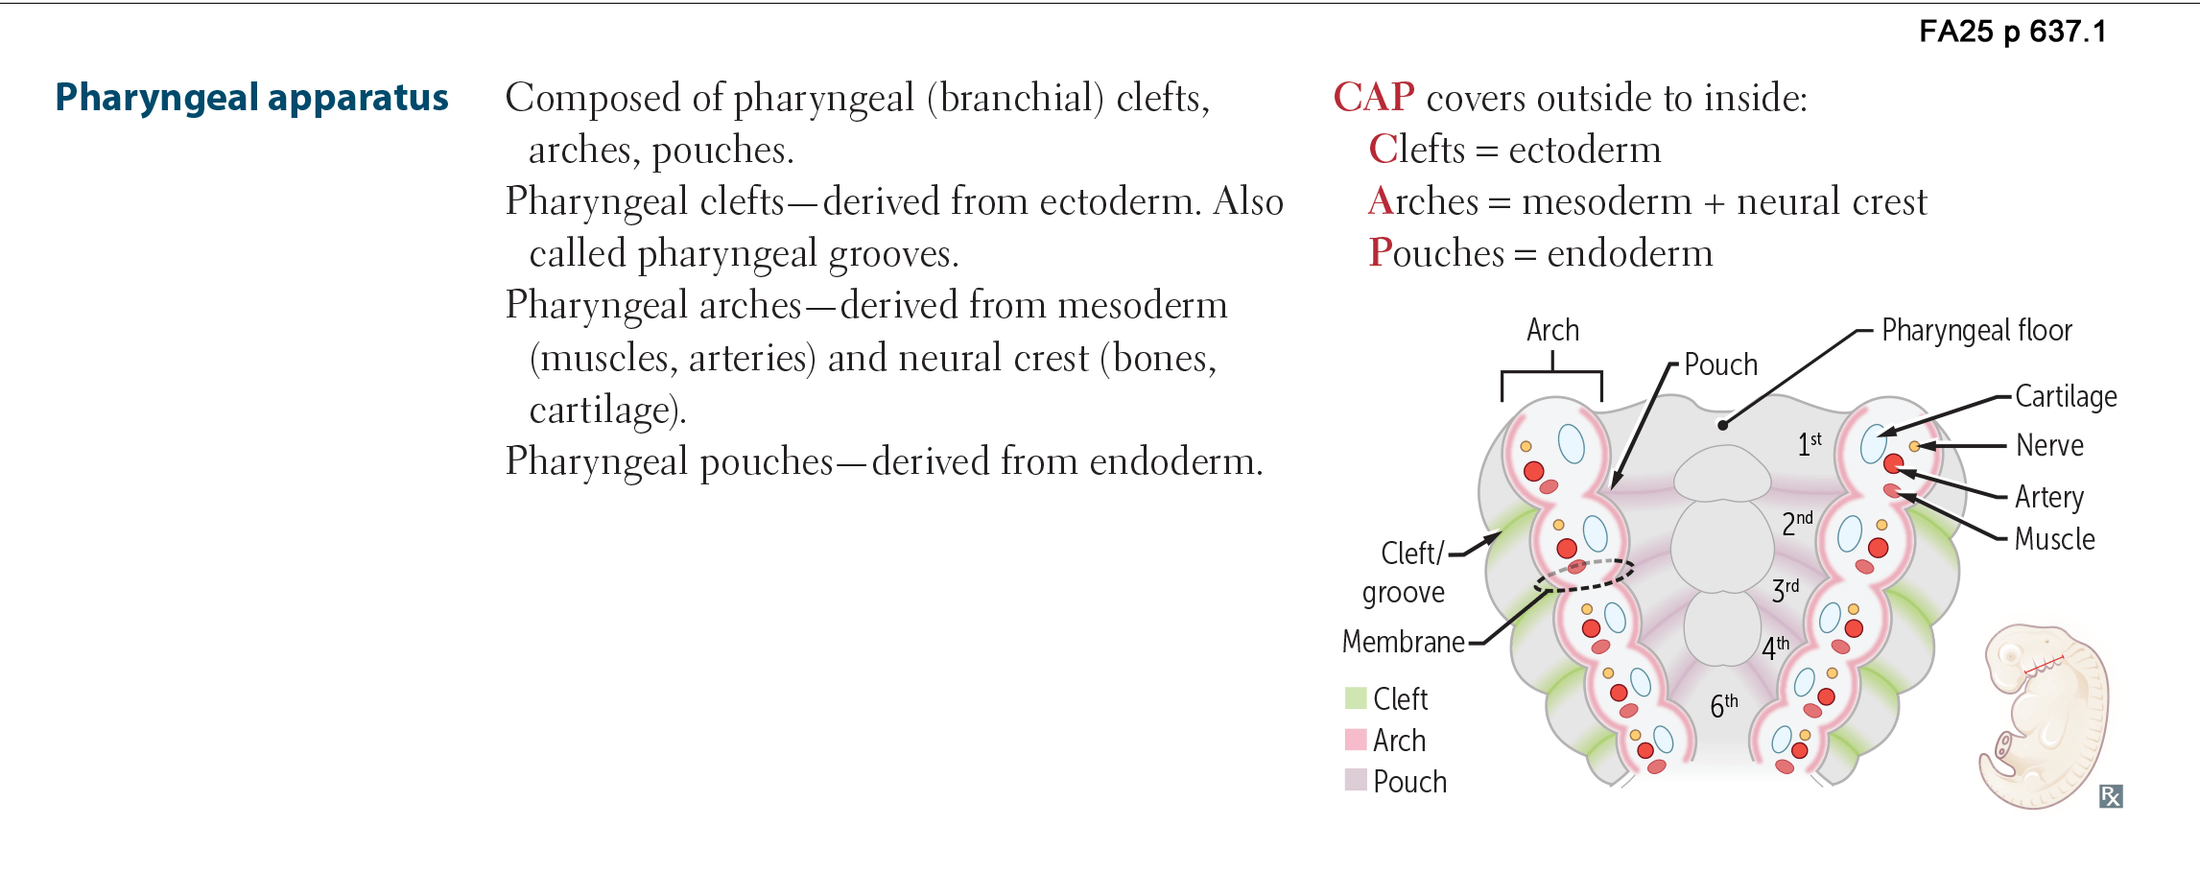 FA25 p 637.1
Pharyngeal apparatus
Composed of pharyngeal (branchial) clefts,
arches, pouches.
Pharyngeal clefts—derived from ectoderm. Also
called pharyngeal grooves.
Pharyngeal arches—derived from mesoderm
(muscles, arteries) and neural crest (bones,
cartilage).
Pharyngeal pouches—derived from endoderm.
CAP covers outside to inside:
Clefts = ectoderm
Arches = mesoderm + neural crest
Pouches = endoderm
Arch
Pharyngeal floor
Pouch
Cartilage
Nerve
Artery
Muscle
1st
2nd
3rd
4th
6th
Cleft/
groove
Membrane
Cleft
Arch
Pouch
Rx